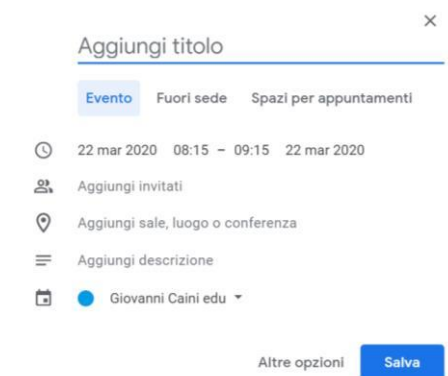 Aggiungi titolo
Evento Fuori sede Spazi per appuntamenti
22 mar 2020 08:15 – 09:15 22 mar 2020
Aggiungi invitati
Aggiungi sale, luogo o conferenza
Aggiungi descrizione
Giovanni Caini edu
Altre opzioni Salva